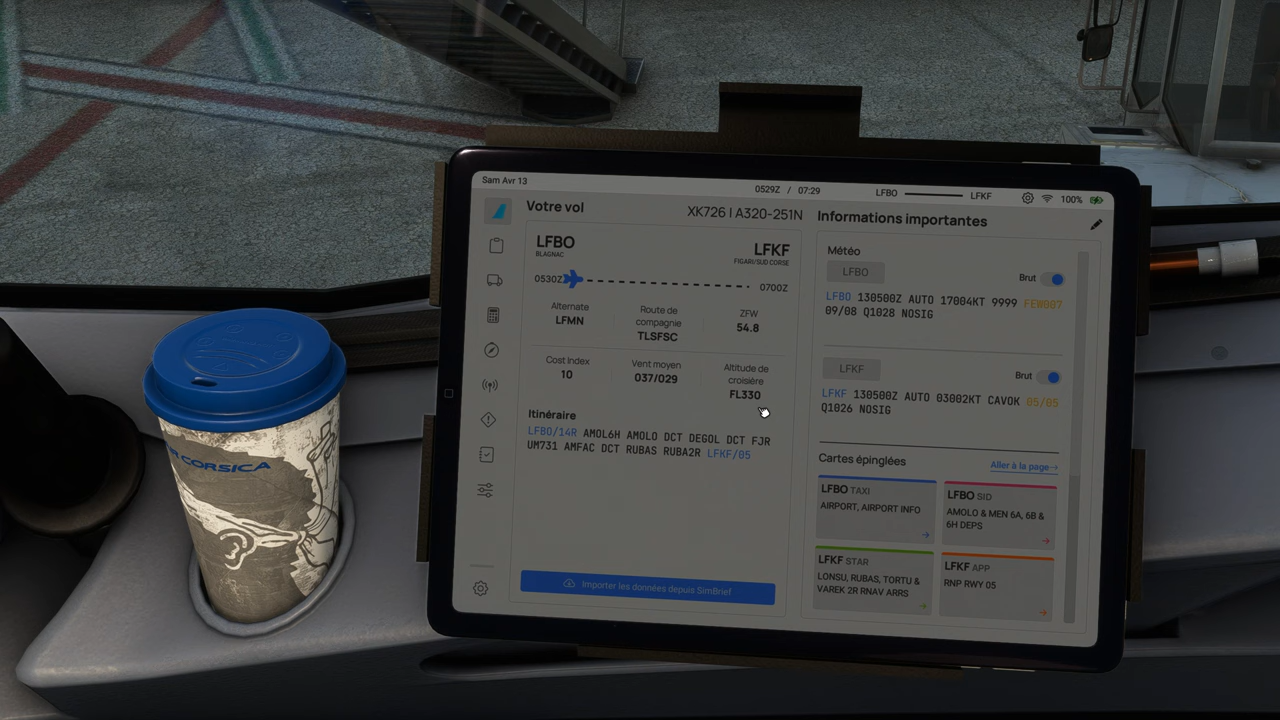 Sam Avr 13
0529Z / 07:29
LFBO LFKF
100%
Votre vol
XK726 | A320-251N
LFBO
BLAGNAC
LFKF
FIGARI/SUD CORSE
0530Z
0700Z
Alternate
LFMN
Route de
compagnie
TLSFSC
ZFW
54.8
Cost Index
10
Vent moyen
037/029
Altitude de
croisière
FL330
Itinéraire
LFBO/14R AMOL6H AMOLO DCT DEGOL DCT FJR
UM731 AMFAC DCT RUBAS RUBA2R LFKF/05
Importer les données depuis SimBrief
Informations importantes
Météo
LFBO
Brut
LFBO 130500Z AUTO 17004KT 9999 FEW007
09/08 Q1028 NOSIG
LFKF
Brut
LFKF 130500Z AUTO 03002KT CAVOK 05/05
Q1026 NOSIG
Cartes épinglées
Aller à la page→
LFBO TAXI
AIRPORT, AIRPORT INFO
LFBO SID
AMOLO & MEN 6A, 6B &
6H DEPS
LFKF STAR
LONSU, RUBAS, TORTU &
VAREK 2R RNAV ARRS
LFKF APP
RNP RWY 05
CORSICA